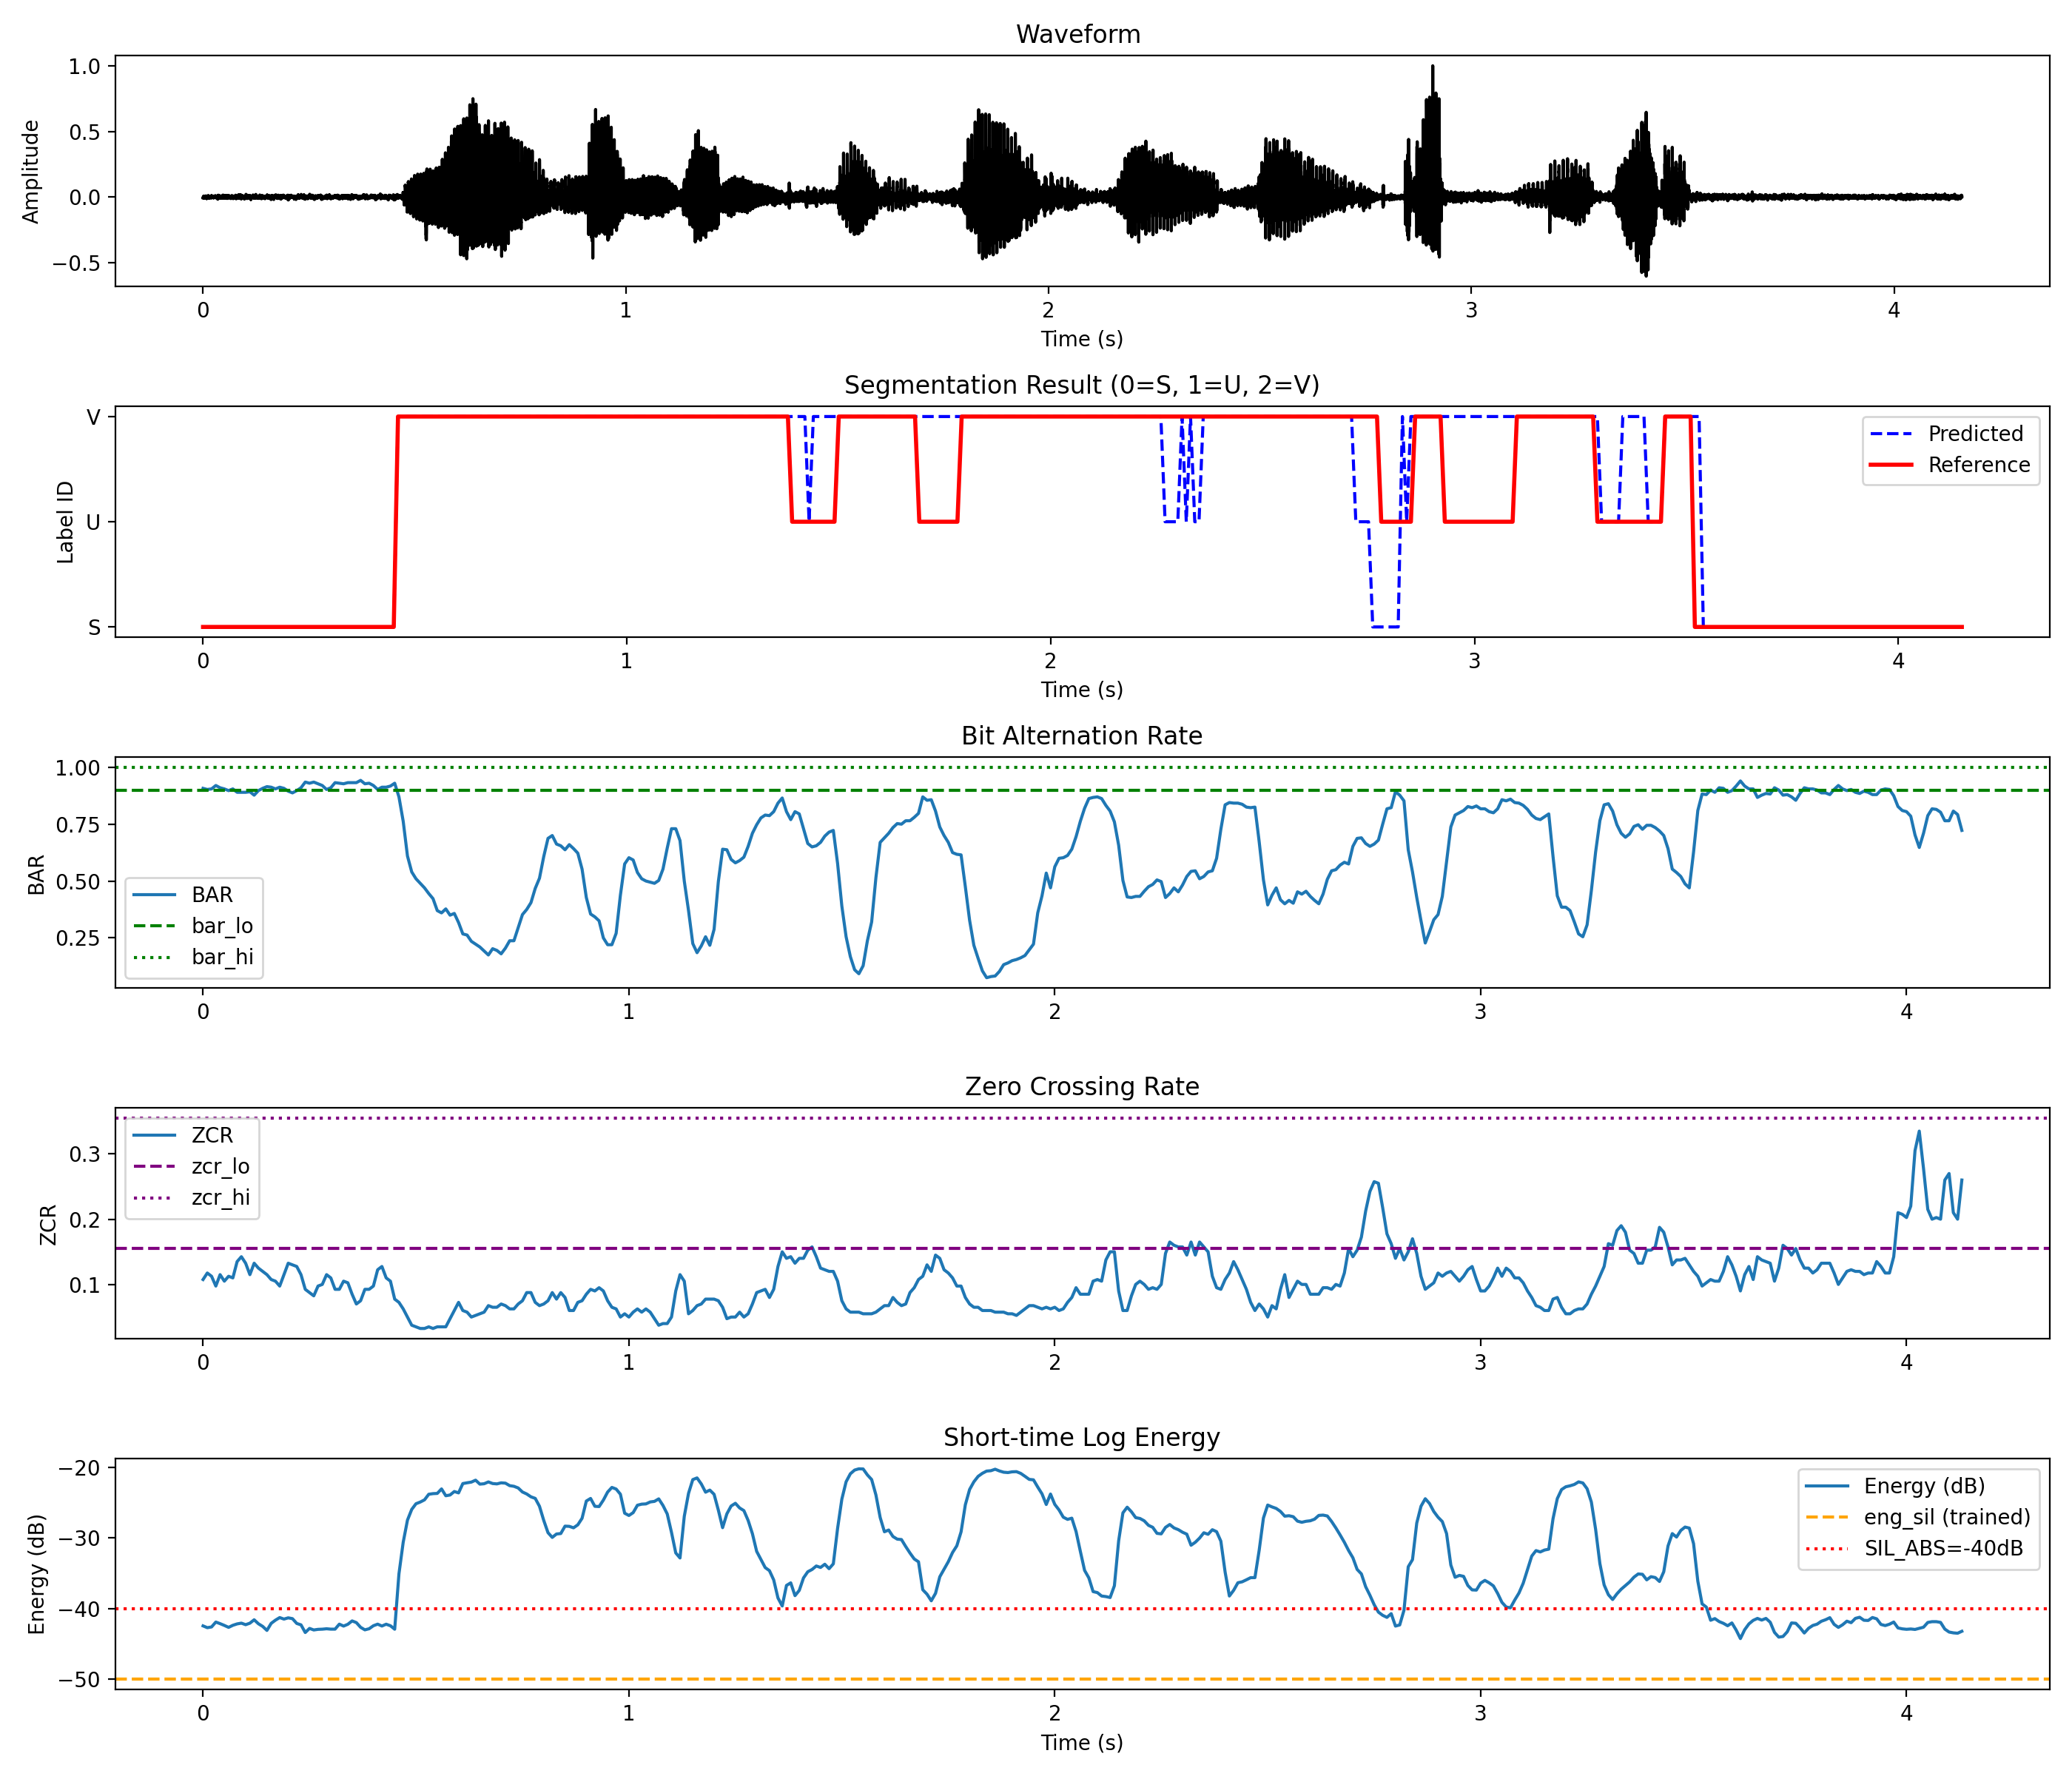 Waveform
1.0
0.5
0.0
−0.5
Amplitude
0 1 2 3 4
Time (s)
Segmentation Result (0=S, 1=U, 2=V)
V
U
S
Label ID
Predicted
Reference
0 1 2 3 4
Time (s)
Bit Alternation Rate
1.00
0.75
0.50
0.25
BAR
BAR
bar_lo
bar_hi
0 1 2 3 4
Zero Crossing Rate
0.3
0.2
0.1
ZCR
ZCR
zcr_lo
zcr_hi
0 1 2 3 4
Short-time Log Energy
−20
−30
−40
−50
Energy (dB)
Energy (dB)
eng_sil (trained)
SIL_ABS=-40dB
0 1 2 3 4
Time (s)